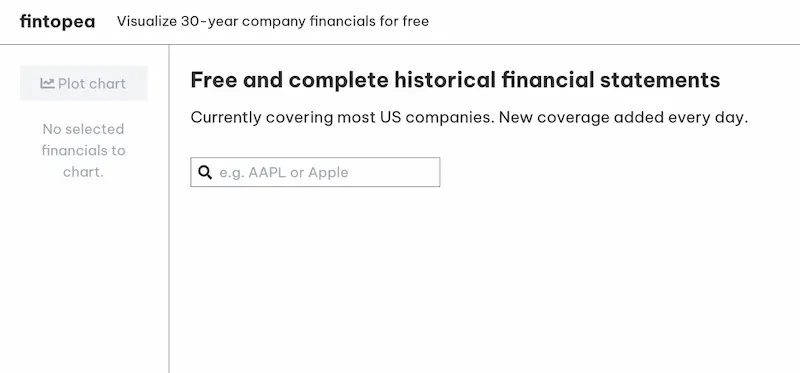 fintopea Visualize 30-year company financials for free
Plot chart
No selected
financials to
chart.
Free and complete historical financial statements
Currently covering most US companies. New coverage added every day.
e.g. AAPL or Apple